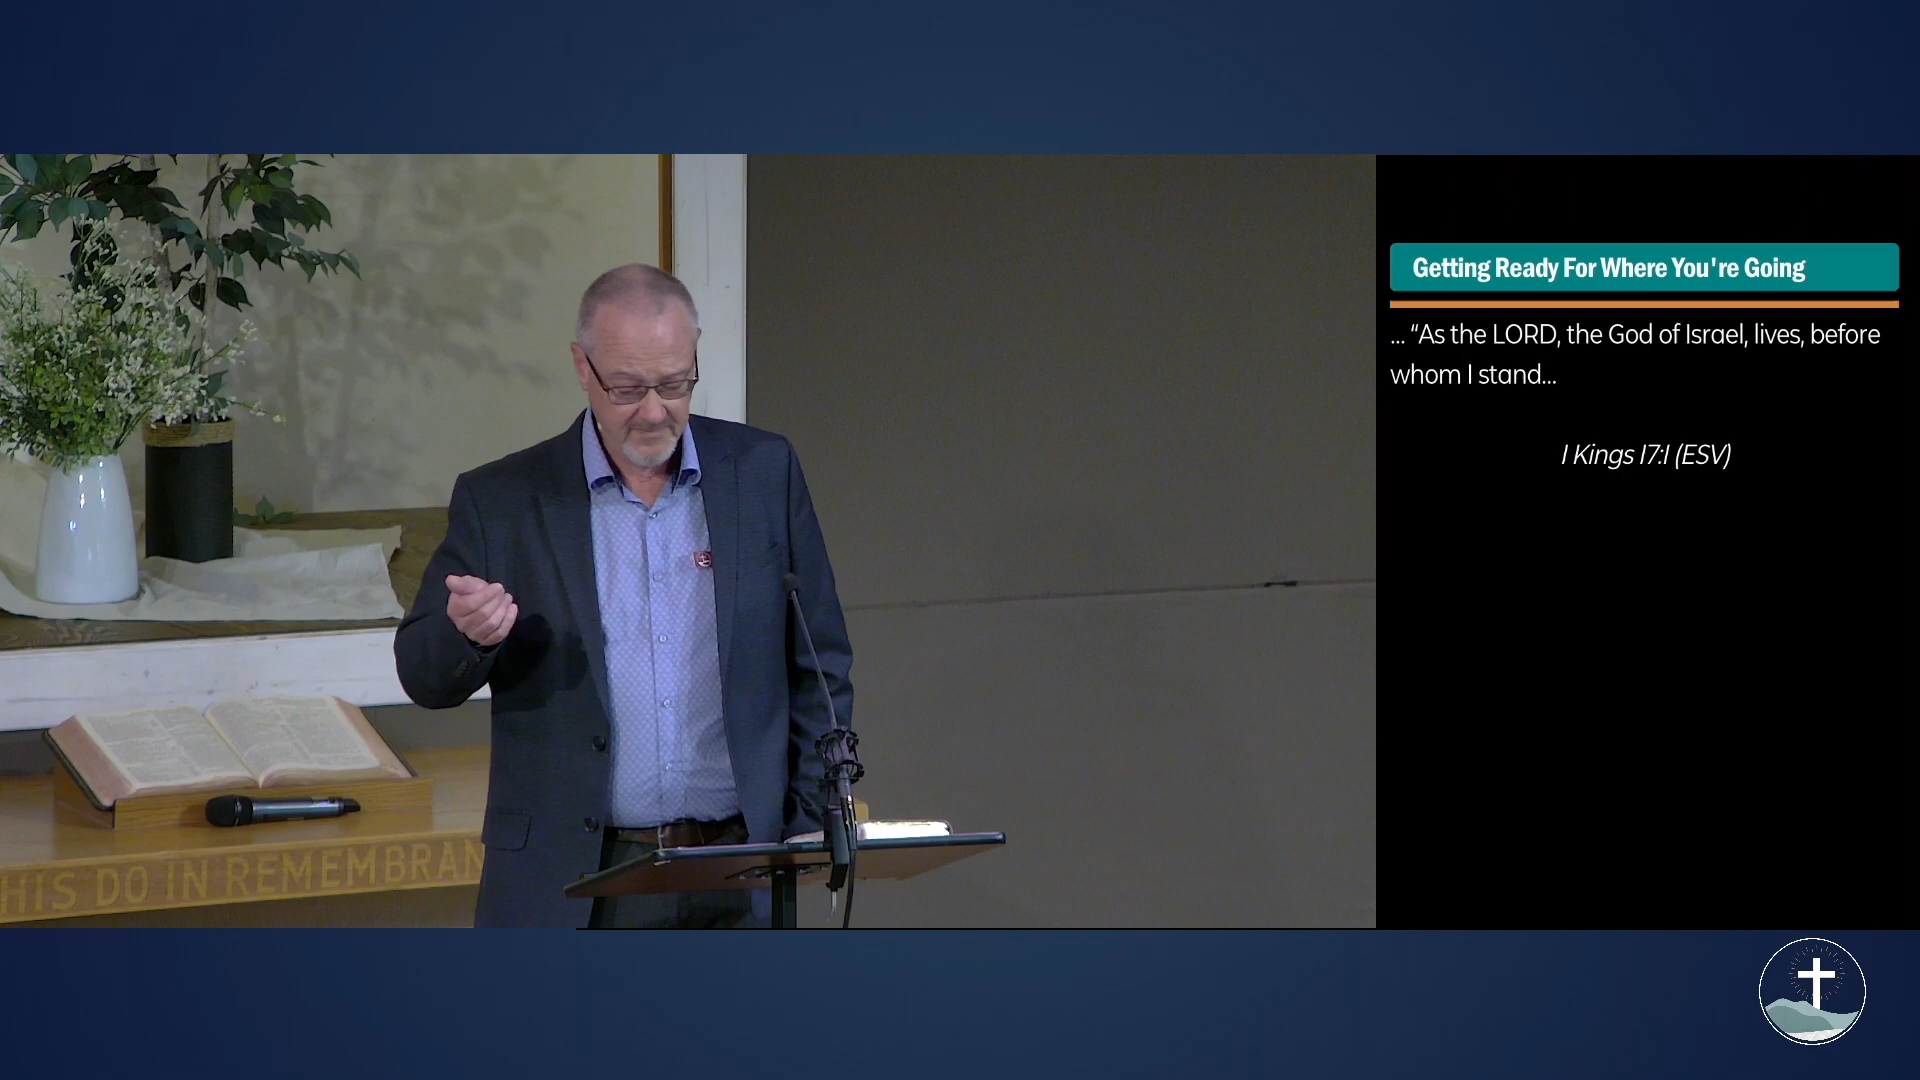 Getting Ready For Where You're Going
... “As the LORD, the God of Israel, lives, before
whom I stand...
1 Kings 17:1 (ESV)
HIS DO IN REMEMBRAN